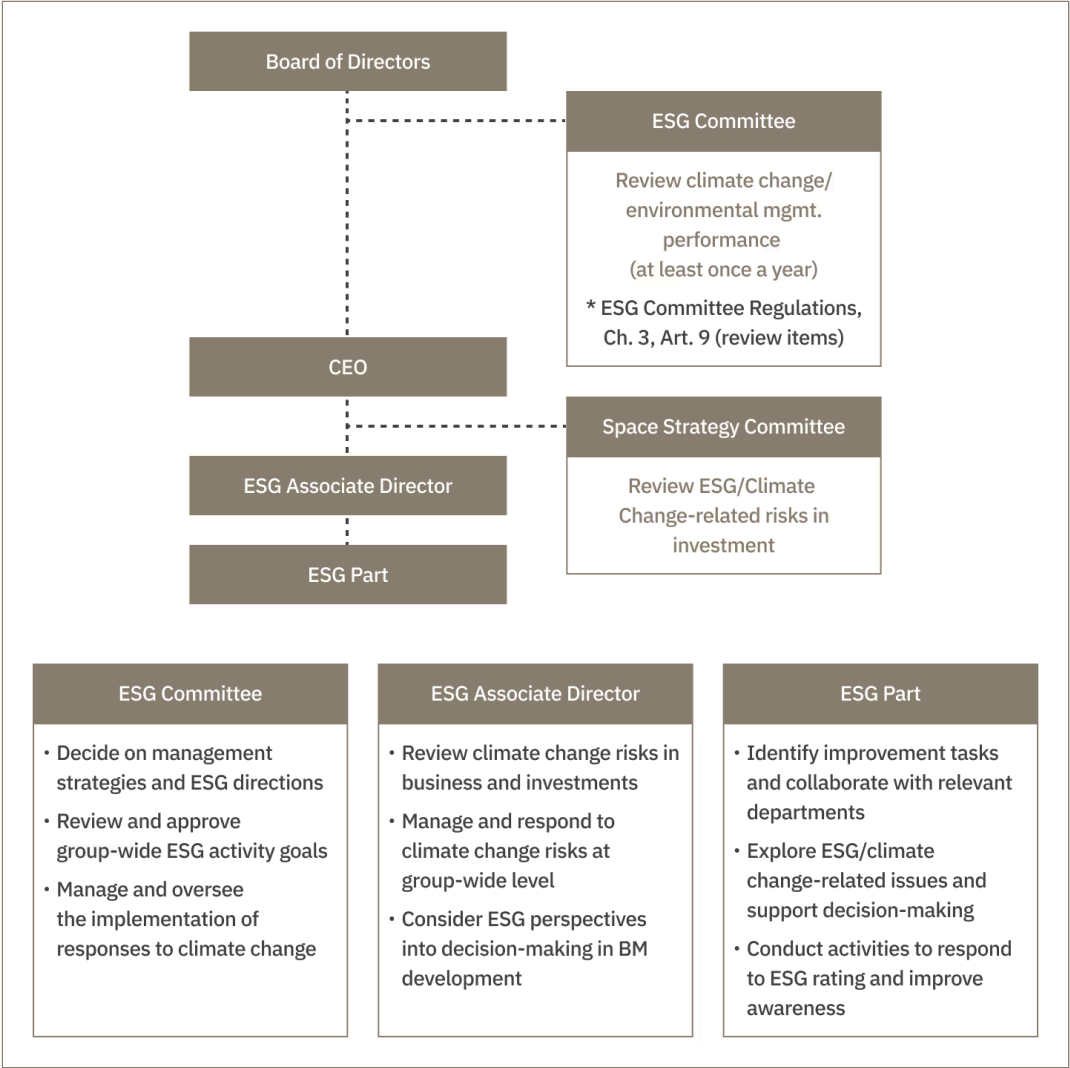 Board of Directors
ESG Committee
Review climate change/
environmental mgmt.
performance
(at least once a year)
* ESG Committee Regulations,
Ch. 3, Art. 9 (review items)
CEO
Space Strategy Committee
Review ESG/Climate
Change-related risks in
investment
ESG Associate Director
ESG Part
ESG Committee
• Decide on management
strategies and ESG directions
• Review and approve
group-wide ESG activity goals
• Manage and oversee
the implementation of
responses to climate change
ESG Associate Director
• Review climate change risks in
business and investments
• Manage and respond to
climate change risks at
group-wide level
• Consider ESG perspectives
into decision-making in BM
development
ESG Part
• Identify improvement tasks
and collaborate with relevant
departments
• Explore ESG/climate
change-related issues and
support decision-making
• Conduct activities to respond
to ESG rating and improve
awareness